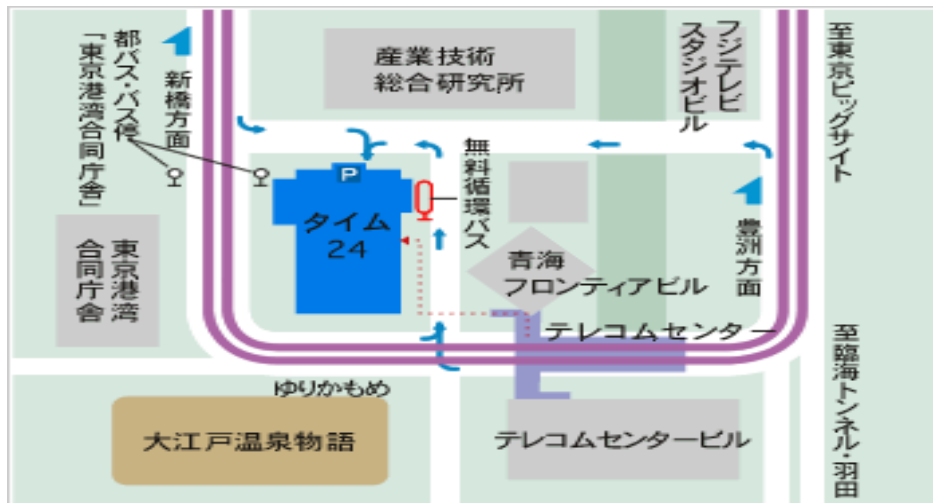 都バス・バス停
「東京港湾合同庁舎」
新橋方面
産業技術
総合研究所
フジテレビ
スタジオビル
至東京ビッグサイト
P
タイム
24
無料循環バス
豊洲方面
東京港湾
合同庁舎
青海
フロンティアビル
テレコムセンター
至臨海トンネル・羽田
ゆりかもめ
大江戸温泉物語
テレコムセンタービル